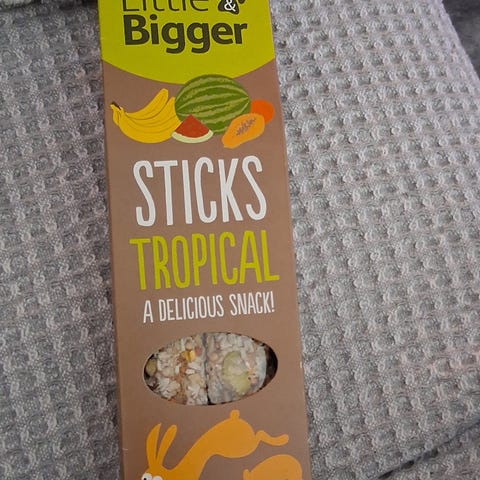 Little &
Bigger
STICKS
TROPICAL
A DELICIOUS SNACK!